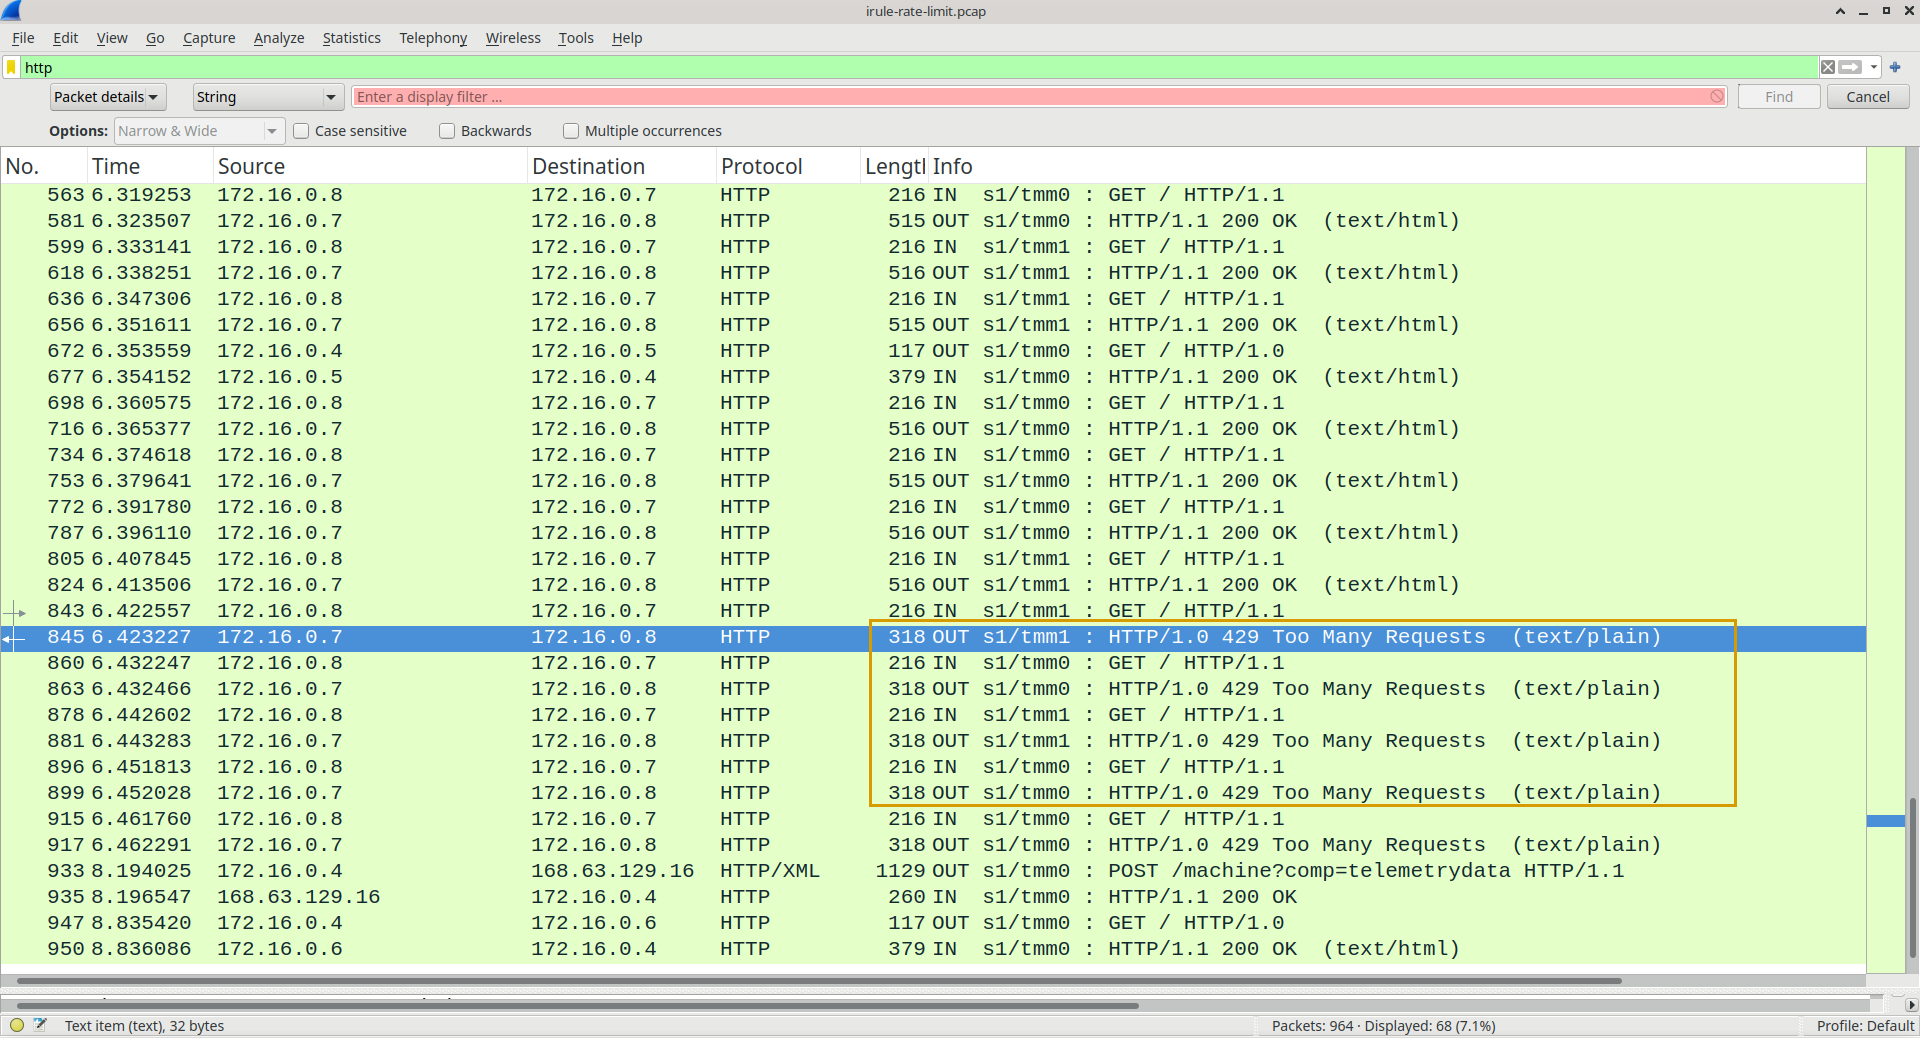 irule-rate-limit.pcap
File Edit View Go Capture Analyze Statistics Telephony Wireless Tools Help
http
Packet details String Enter a display filter ... Find Cancel
Options: Narrow & Wide Case sensitive Backwards Multiple occurrences
No. Time Source Destination Protocol Lengtl Info
563 6.319253 172.16.0.8 172.16.0.7 HTTP 216 IN s1/tmm0 : GET / HTTP/1.1
581 6.323507 172.16.0.7 172.16.0.8 HTTP 515 OUT s1/tmm0 : HTTP/1.1 200 OK (text/html)
599 6.333141 172.16.0.8 172.16.0.7 HTTP 216 IN s1/tmm1 : GET / HTTP/1.1
618 6.338251 172.16.0.7 172.16.0.8 HTTP 516 OUT s1/tmm1 : HTTP/1.1 200 OK (text/html)
636 6.347306 172.16.0.8 172.16.0.7 HTTP 216 IN s1/tmm1 : GET / HTTP/1.1
656 6.351611 172.16.0.7 172.16.0.8 HTTP 515 OUT s1/tmm1 : HTTP/1.1 200 OK (text/html)
672 6.353559 172.16.0.4 172.16.0.5 HTTP 117 OUT s1/tmm0 : GET / HTTP/1.0
677 6.354152 172.16.0.5 172.16.0.4 HTTP 379 IN s1/tmm0 : HTTP/1.1 200 OK (text/html)
698 6.360575 172.16.0.8 172.16.0.7 HTTP 216 IN s1/tmm0 : GET / HTTP/1.1
716 6.365377 172.16.0.7 172.16.0.8 HTTP 516 OUT s1/tmm0 : HTTP/1.1 200 OK (text/html)
734 6.374618 172.16.0.8 172.16.0.7 HTTP 216 IN s1/tmm0 : GET / HTTP/1.1
753 6.379641 172.16.0.7 172.16.0.8 HTTP 515 OUT s1/tmm0 : HTTP/1.1 200 OK (text/html)
772 6.391780 172.16.0.8 172.16.0.7 HTTP 216 IN s1/tmm0 : GET / HTTP/1.1
787 6.396110 172.16.0.7 172.16.0.8 HTTP 516 OUT s1/tmm0 : HTTP/1.1 200 OK (text/html)
805 6.407845 172.16.0.8 172.16.0.7 HTTP 216 IN s1/tmm1 : GET / HTTP/1.1
824 6.413506 172.16.0.7 172.16.0.8 HTTP 516 OUT s1/tmm1 : HTTP/1.1 200 OK (text/html)
843 6.422557 172.16.0.8 172.16.0.7 HTTP 216 IN s1/tmm1 : GET / HTTP/1.1
845 6.423227 172.16.0.7 172.16.0.8 HTTP 318 OUT s1/tmm1 : HTTP/1.0 429 Too Many Requests (text/plain)
860 6.432247 172.16.0.8 172.16.0.7 HTTP 216 IN s1/tmm0 : GET / HTTP/1.1
863 6.432466 172.16.0.7 172.16.0.8 HTTP 318 OUT s1/tmm0 : HTTP/1.0 429 Too Many Requests (text/plain)
878 6.442602 172.16.0.8 172.16.0.7 HTTP 216 IN s1/tmm1 : GET / HTTP/1.1
881 6.443283 172.16.0.7 172.16.0.8 HTTP 318 OUT s1/tmm1 : HTTP/1.0 429 Too Many Requests (text/plain)
896 6.451813 172.16.0.8 172.16.0.7 HTTP 216 IN s1/tmm0 : GET / HTTP/1.1
899 6.452028 172.16.0.7 172.16.0.8 HTTP 318 OUT s1/tmm0 : HTTP/1.0 429 Too Many Requests (text/plain)
915 6.461760 172.16.0.8 172.16.0.7 HTTP 216 IN s1/tmm0 : GET / HTTP/1.1
917 6.462291 172.16.0.7 172.16.0.8 HTTP 318 OUT s1/tmm0 : HTTP/1.0 429 Too Many Requests (text/plain)
933 8.194025 172.16.0.4 168.63.129.16 HTTP/XML 1129 OUT s1/tmm0 : POST /machine?comp=telemetrydata HTTP/1.1
935 8.196547 168.63.129.16 172.16.0.4 HTTP 260 IN s1/tmm0 : HTTP/1.1 200 OK
947 8.835420 172.16.0.4 172.16.0.6 HTTP 117 OUT s1/tmm0 : GET / HTTP/1.0
950 8.836086 172.16.0.6 172.16.0.4 HTTP 379 IN s1/tmm0 : HTTP/1.1 200 OK (text/html)
Text item (text), 32 bytes Packets: 964 · Displayed: 68 (7.1%) Profile: Default